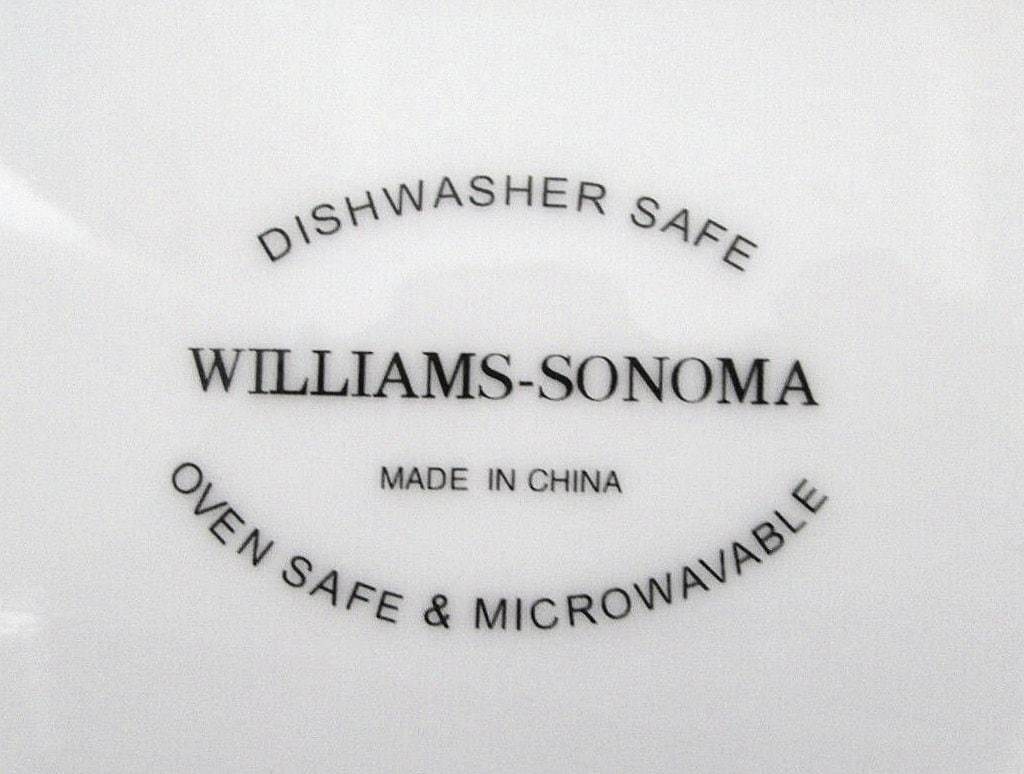 DISHWASHER SAFE
WILLIAMS-SONOMA
MADE IN CHINA
OVEN SAFE & MICROWAVABLE